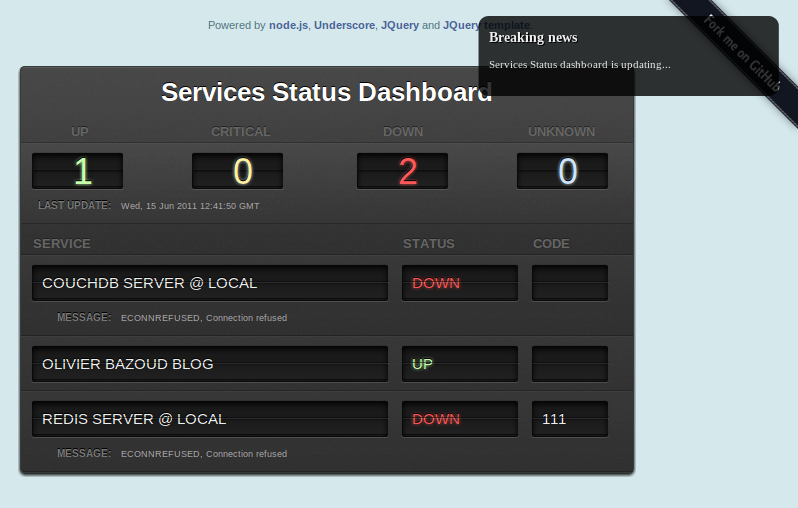 Powered by node.js, Underscore, JQuery and JQuery template.
Breaking news
Services Status dashboard is updating...
Fork me on GitHub
Services Status Dashboard
UP CRITICAL DOWN UNKNOWN
1 0 2 0
LAST UPDATE: Wed, 15 Jun 2011 12:41:50 GMT
SERVICE STATUS CODE
COUCHDB SERVER @ LOCAL DOWN
MESSAGE: ECONNREFUSED, Connection refused
OLIVIER BAZOUD BLOG UP
REDIS SERVER @ LOCAL DOWN 111
MESSAGE: ECONNREFUSED, Connection refused